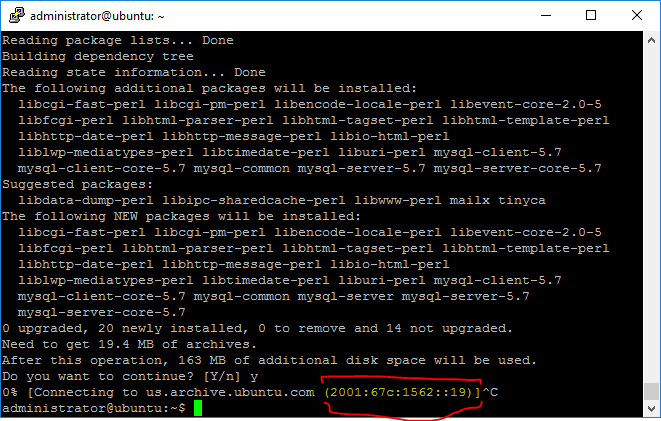 administrator@ubuntu: ~
Reading package lists... Done
Building dependency tree
Reading state information... Done
The following additional packages will be installed:
  libcgi-fast-perl libcgi-pm-perl libencode-locale-perl libevent-core-2.0-5
  libfcgi-perl libhtml-parser-perl libhtml-tagset-perl libhtml-template-perl
  libhttp-date-perl libhttp-message-perl libio-html-perl
  liblwp-mediatypes-perl libtimedate-perl liburi-perl mysql-client-5.7
  mysql-client-core-5.7 mysql-common mysql-server-5.7 mysql-server-core-5.7
Suggested packages:
  libdata-dump-perl libipc-sharedcache-perl libwww-perl mailx tinyca
The following NEW packages will be installed:
  libcgi-fast-perl libcgi-pm-perl libencode-locale-perl libevent-core-2.0-5
  libfcgi-perl libhtml-parser-perl libhtml-tagset-perl libhtml-template-perl
  libhttp-date-perl libhttp-message-perl libio-html-perl
  liblwp-mediatypes-perl libtimedate-perl liburi-perl mysql-client-5.7
  mysql-client-core-5.7 mysql-common mysql-server mysql-server-5.7
  mysql-server-core-5.7
0 upgraded, 20 newly installed, 0 to remove and 14 not upgraded.
Need to get 19.4 MB of archives.
After this operation, 163 MB of additional disk space will be used.
Do you want to continue? [Y/n] y
0% [Connecting to us.archive.ubuntu.com (2001:67c:1562::19)]^C
administrator@ubuntu:~$